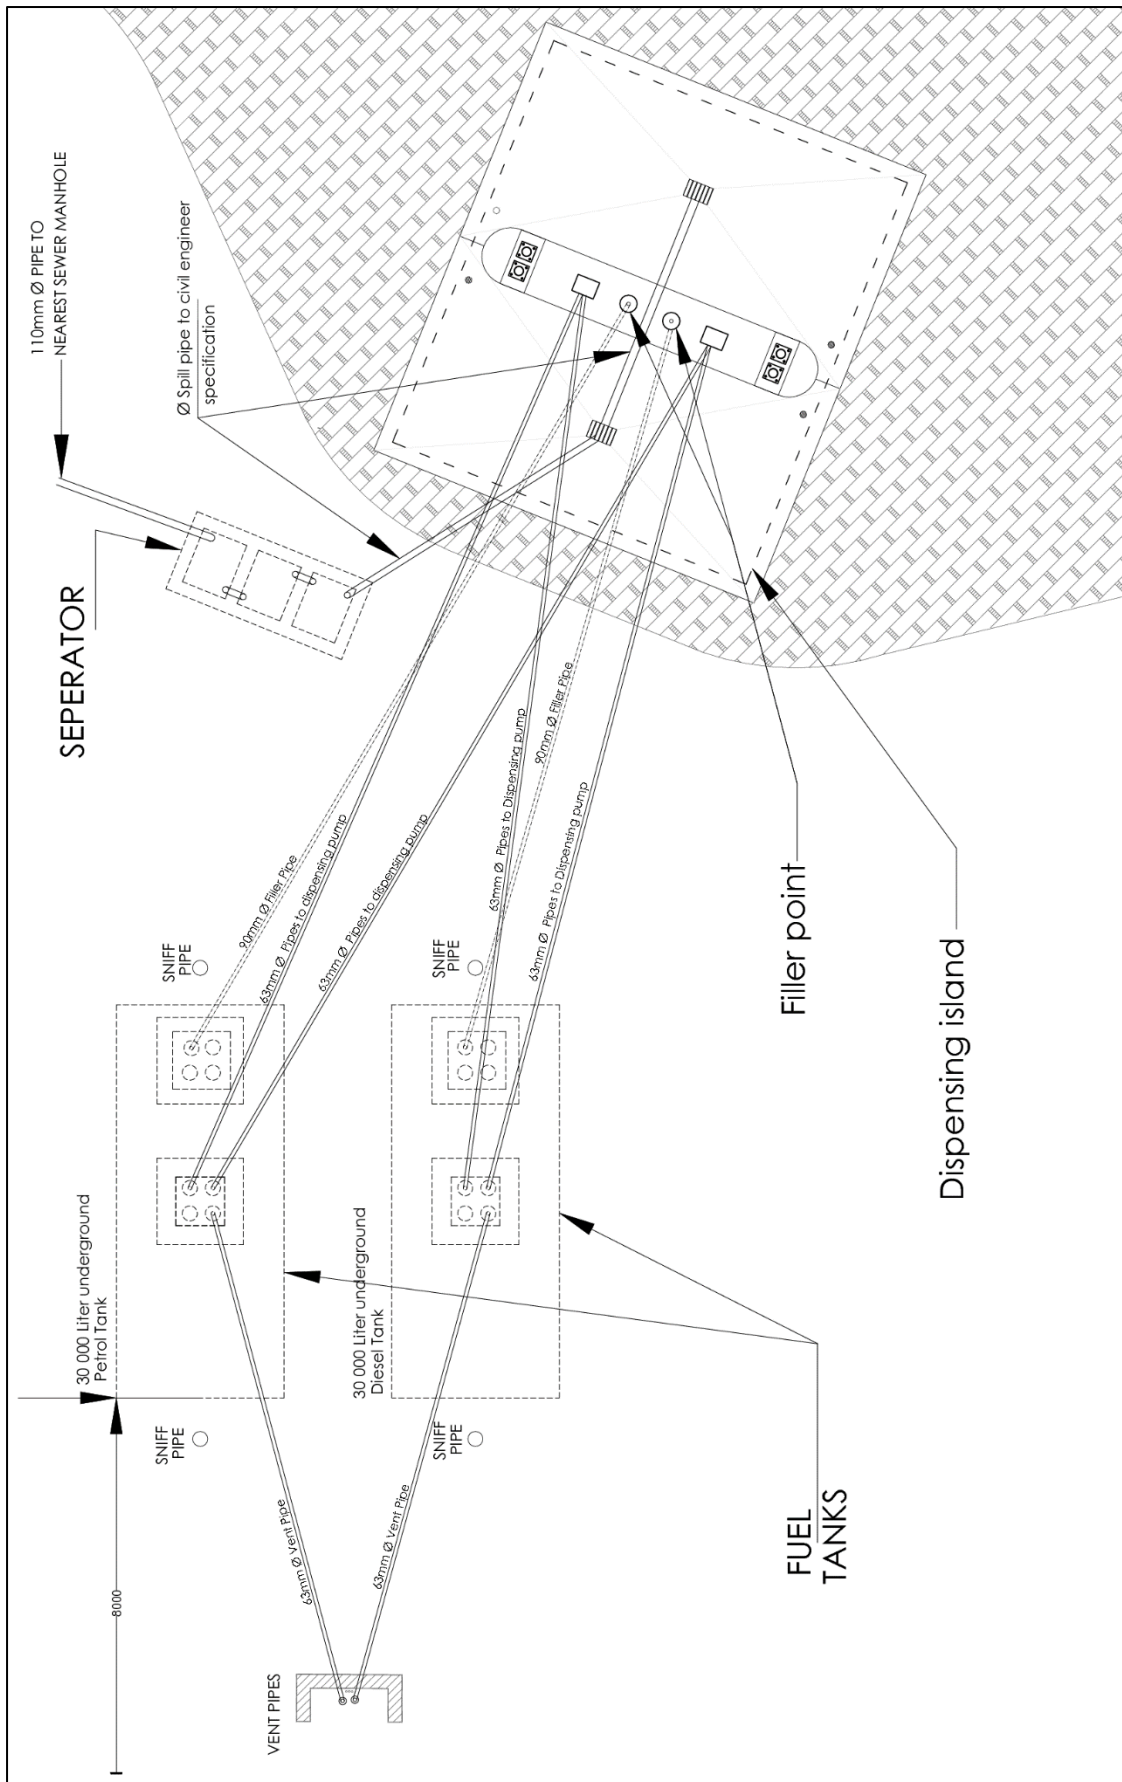 110mm Ø PIPE TO
NEAREST SEWER MANHOLE
Ø Spill pipe to civil engineer
specification
SEPERATOR
90mm Ø Filler Pipe
63mm Ø Pipes to dispensing pump
63mm Ø Pipes to dispensing pump
63mm Ø Pipes to Dispensing pump
90mm Ø Filler Pipe
63mm Ø Pipes to Dispensing pump
SNIFF
PIPE
SNIFF
PIPE
Filler point
Dispensing island
30 000 Liter underground
Petrol Tank
30 000 Liter underground
Diesel Tank
SNIFF
PIPE
SNIFF
PIPE
63mm Ø Vent Pipe
63mm Ø Vent Pipe
FUEL
TANKS
8000
VENT PIPES